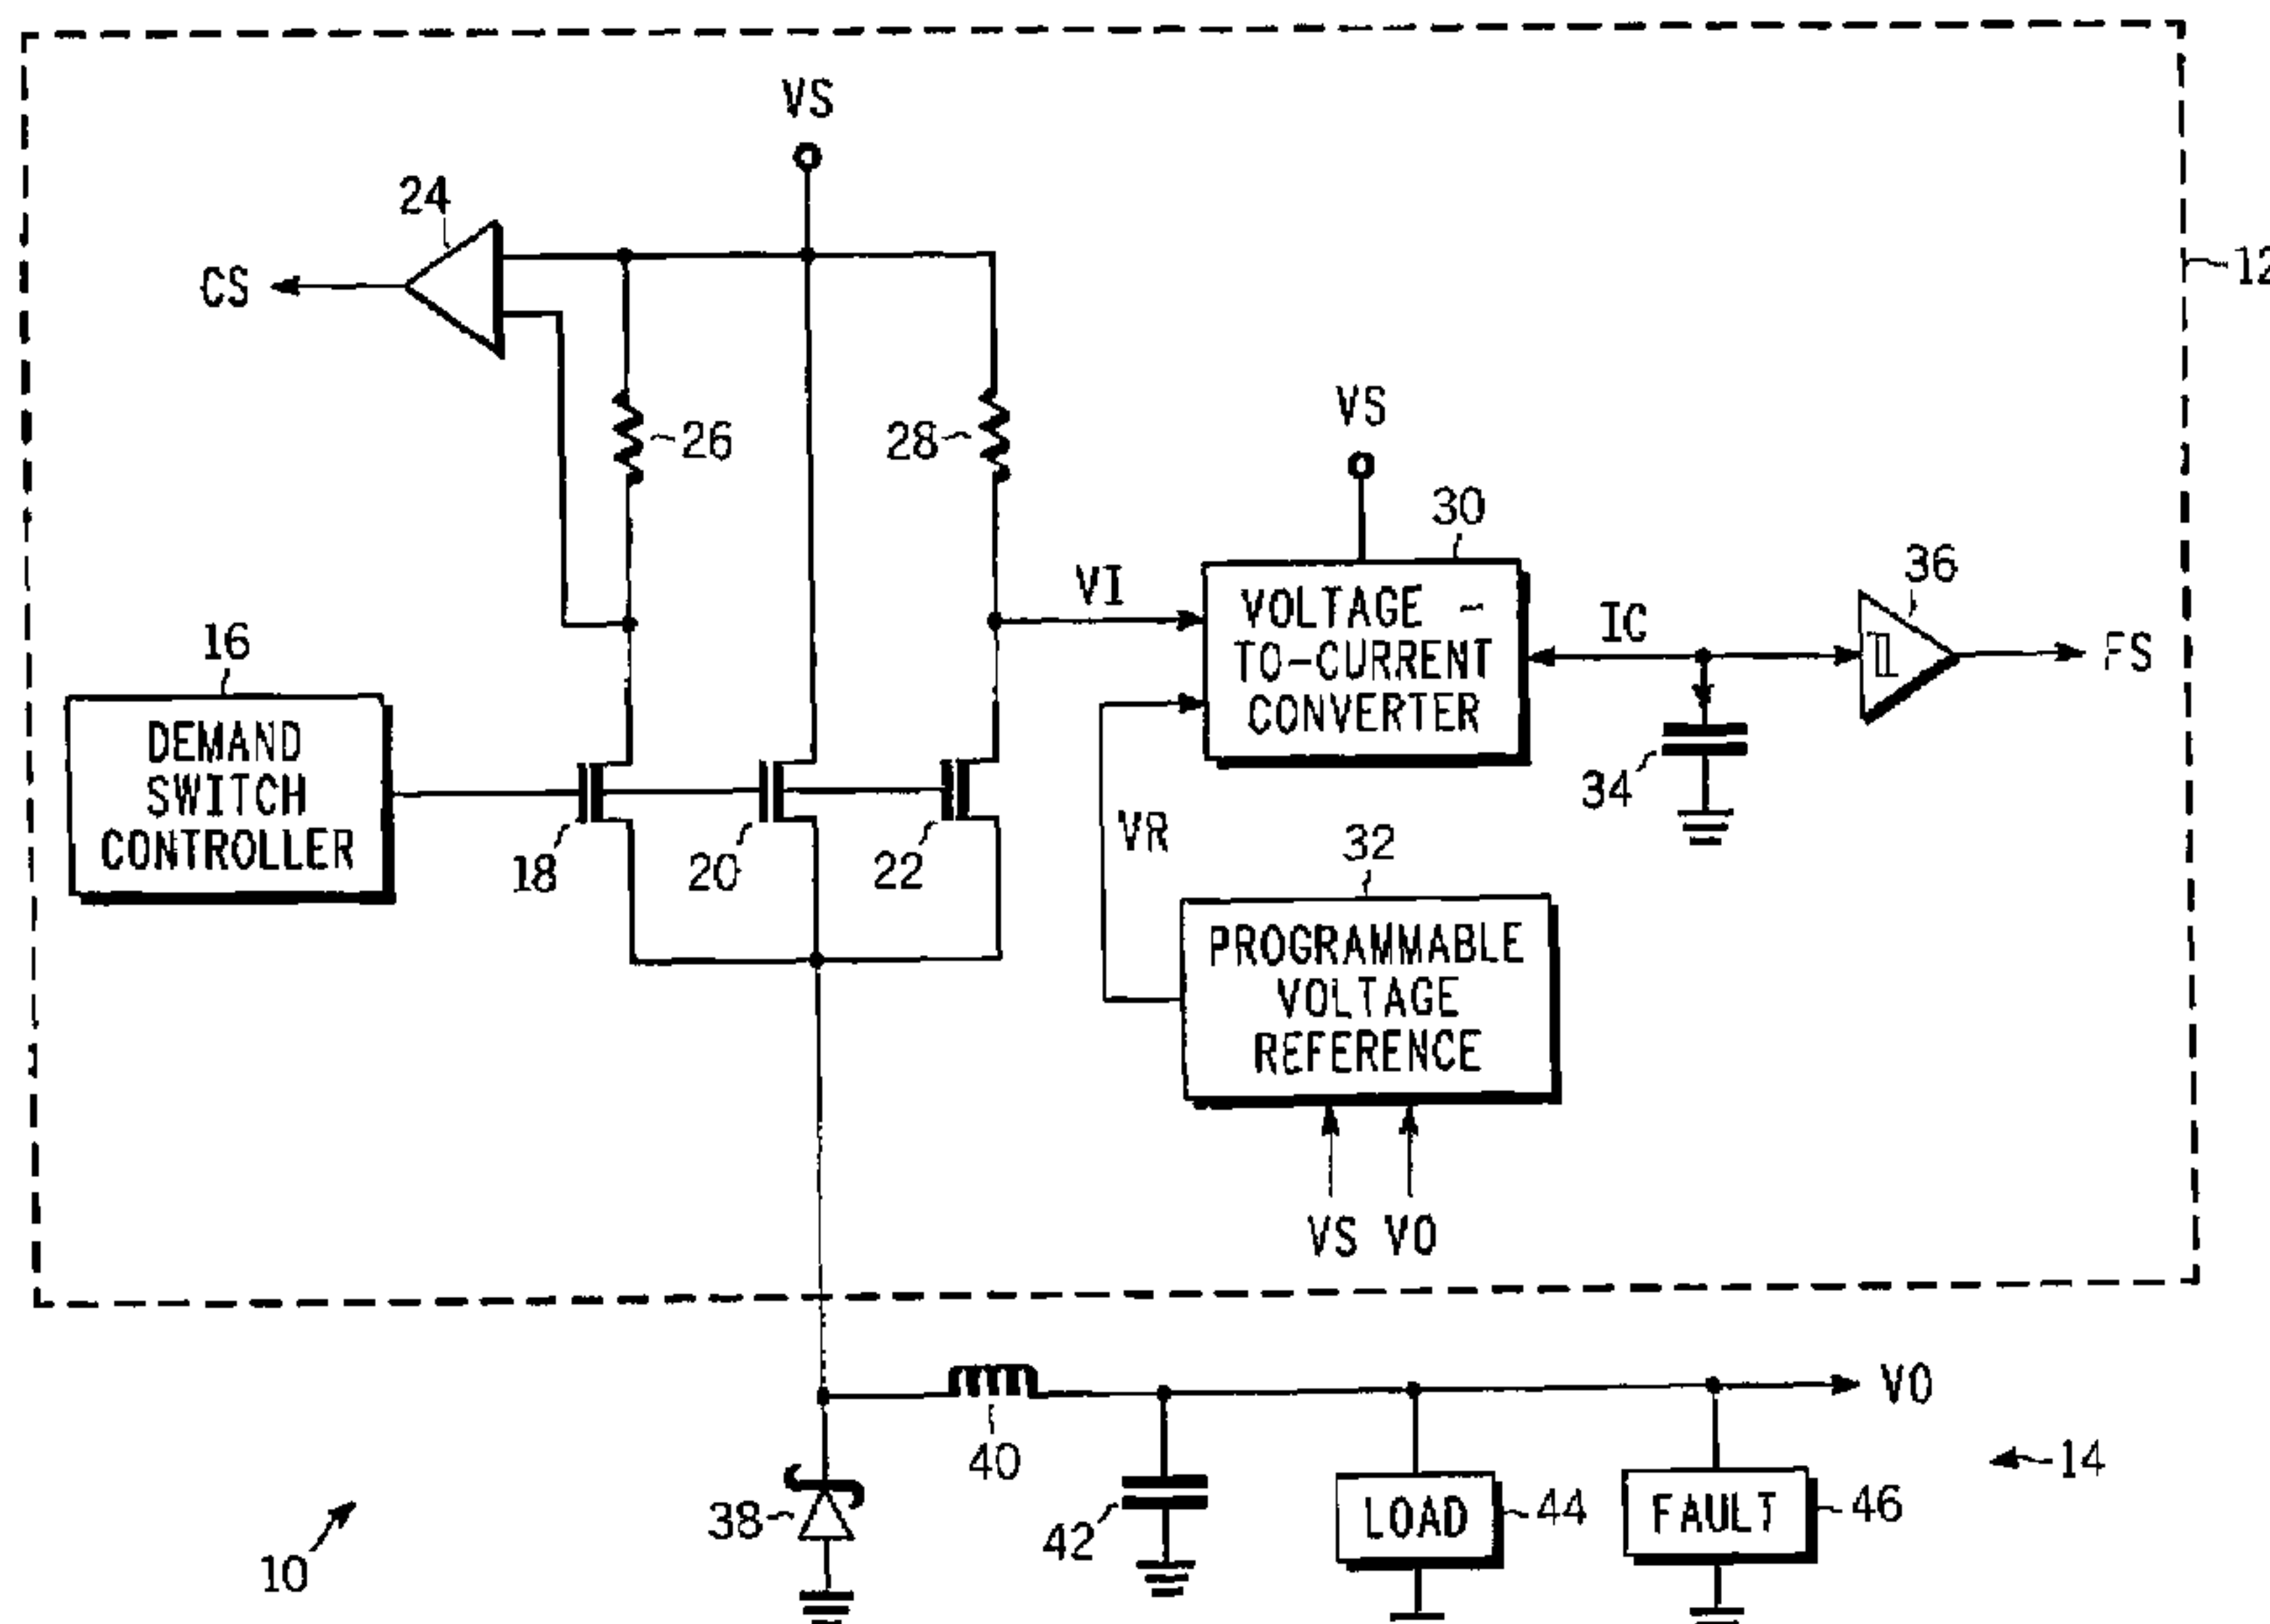 VS
24
CS
12
26
28
VS
30
VI
VOLTAGE -
TO-CURRENT
CONVERTER
IC
36
FS
16
DEMAND
SWITCH
CONTROLLER
34
18
20
22
VR
32
PROGRAMMABLE
VOLTAGE
REFERENCE
VS VO
VO
40
14
38
42
LOAD
44
FAULT
46
10